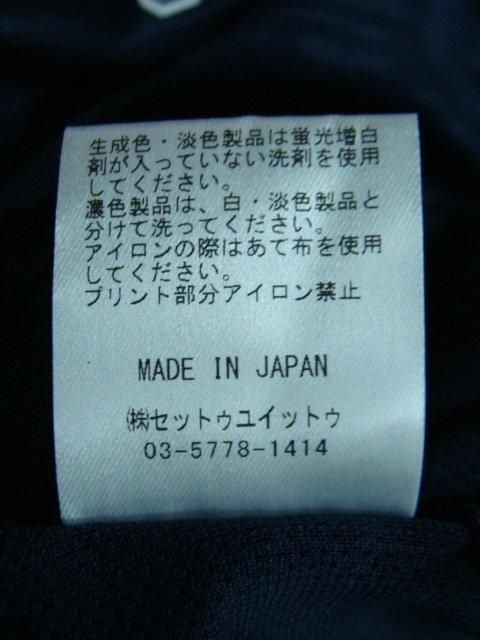 生成色・淡色製品は蛍光増白
剤が入っていない洗剤を使用
してください。
濃色製品は、白・淡色製品と
分けて洗ってください。
アイロンの際はあて布を使用
してください。
プリント部分アイロン禁止
MADE IN JAPAN
㈱セットゥユイットゥ
03-5778-1414